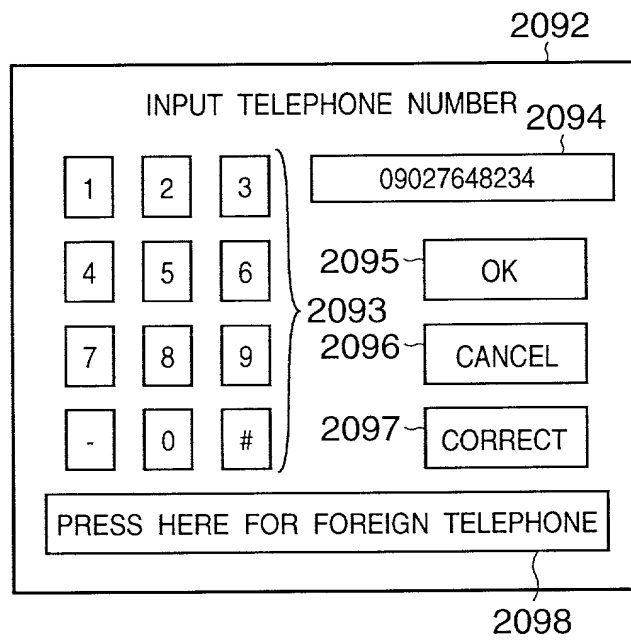 2092
INPUT TELEPHONE NUMBER
2094
1 2 3
09027648234
4 5 6
2095
OK
2093
7 8 9
2096
CANCEL
- 0 #
2097
CORRECT
PRESS HERE FOR FOREIGN TELEPHONE
2098